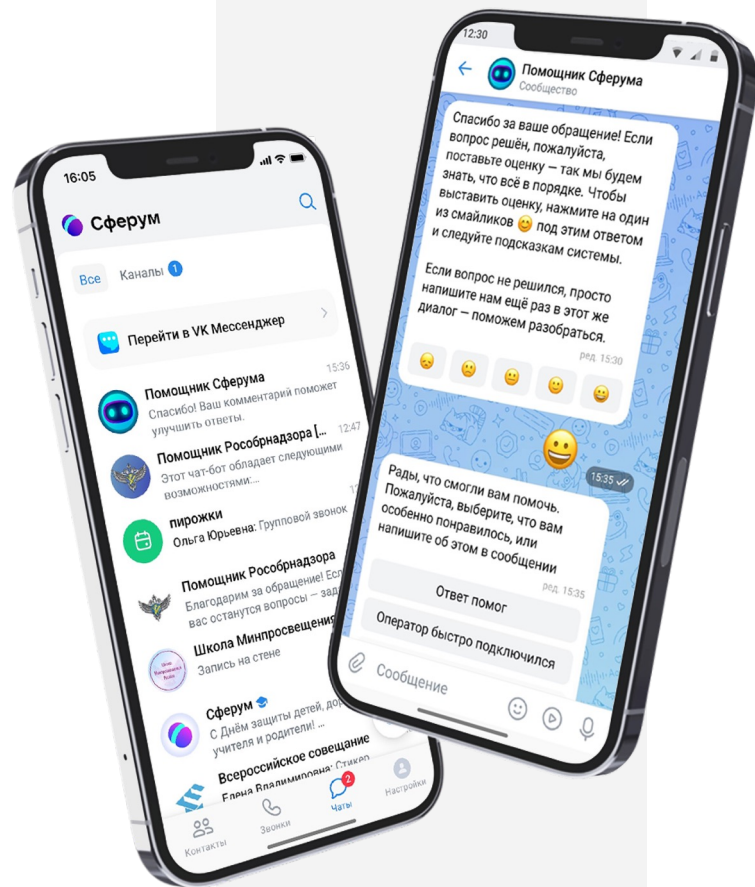 16:05
Сферум
Все
Каналы 1
Перейти в VK Мессенджер
Помощник Сферума
15:36
Спасибо! Ваш комментарий поможет
улучшить ответы.
Помощник Рособрнадзора [...
12:47
Этот чат-бот обладает следующими
возможностями:...
пирожки
Ольга Юрьевна: Групповой звонок
Помощник Рособрнадзора
Благодарим за обращение! Если
вас останутся вопросы — зад
Школа Минпросвещения
Запись на стене
Сферум
С Днём защиты детей, дор
учителя и родители! ...
Всероссийское совещание
Елена Владимировна: Стикер
Контакты
Звонки
Чаты
2
Настройки
12:30
Помощник Сферума
Сообщество
Спасибо за ваше обращение! Если
вопрос решён, пожалуйста,
поставьте оценку — так мы будем
знать, что всё в порядке. Чтобы
выставить оценку, нажмите на один
из смайликов 😊 под этим ответом
и следуйте подсказкам системы.
Если вопрос не решился, просто
напишите нам ещё раз в этот же
диалог — поможем разобраться.
ред. 15:30
15:35
Рады, что смогли вам помочь.
Пожалуйста, выберите, что вам
особенно понравилось, или
напишите об этом в сообщении
ред. 15:35
Ответ помог
Оператор быстро подключился
Сообщение